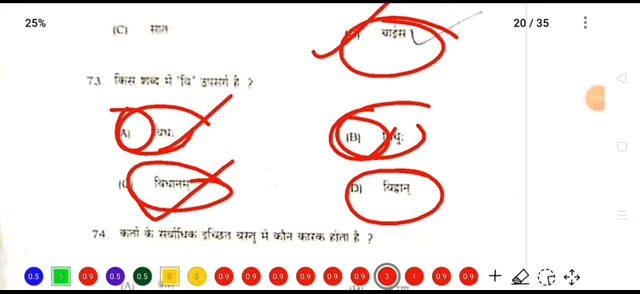 25%
20 / 35
(C) सात
बाईस
73. किस शब्द में 'वि' उपसर्ग है ?
A)
(B)
विधानम्
D) विद्वान्
74. कर्ता के सर्वाधिक इच्छित वस्तु में कौन कारक होता है ?
0.5 5 0.9 0.5 0.5 0.9 0.9 0.9 0.9 0.9 0.9 3 1 0.9 0.9